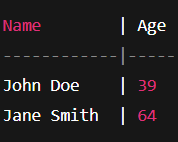 Name        | Age
------------|-----
John Doe    | 39
Jane Smith  | 64